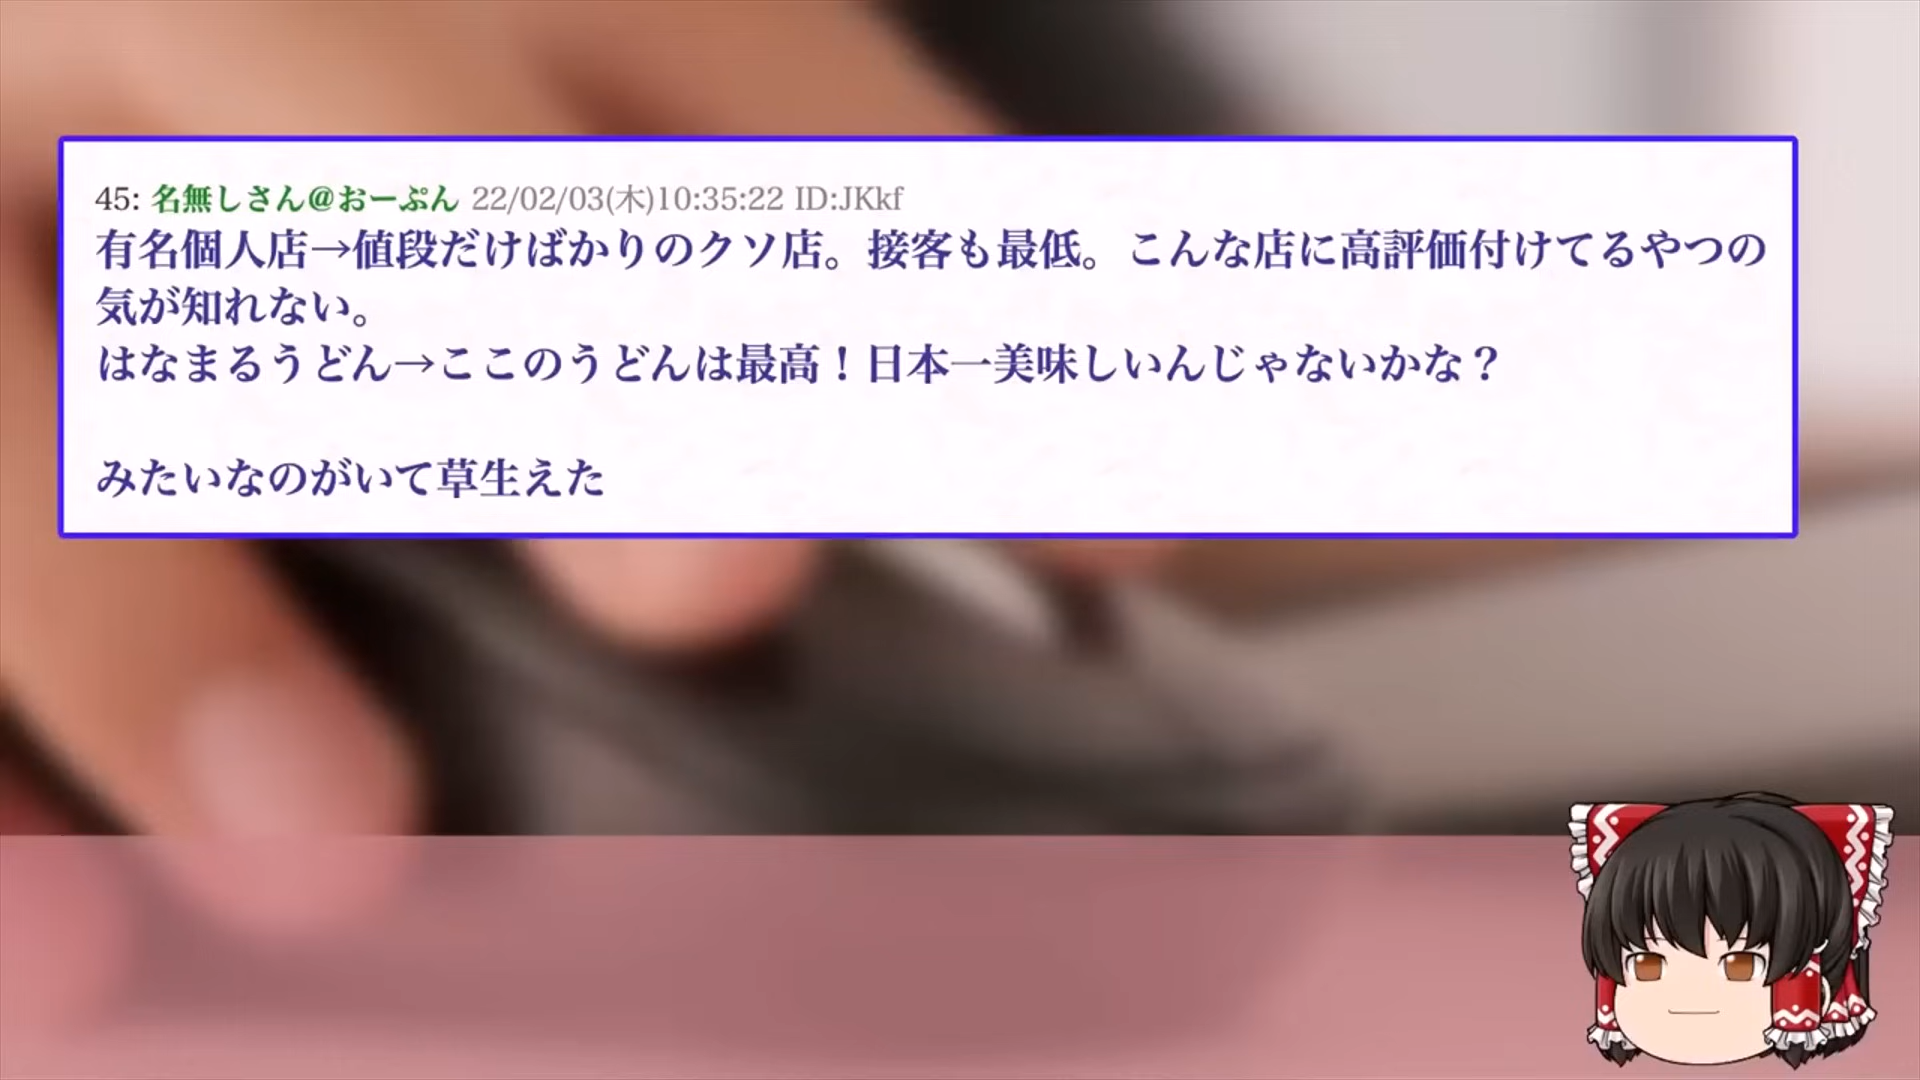 45: 名無しさん＠おーぷん 22/02/03(木)10:35:22 ID:JKkf
有名個人店→値段だけばかりのクソ店。接客も最低。こんな店に高評価付けてるやつの
気が知れない。
はなまるうどん→ここのうどんは最高！日本一美味しいんじゃないかな？
みたいなのがいて草生えた